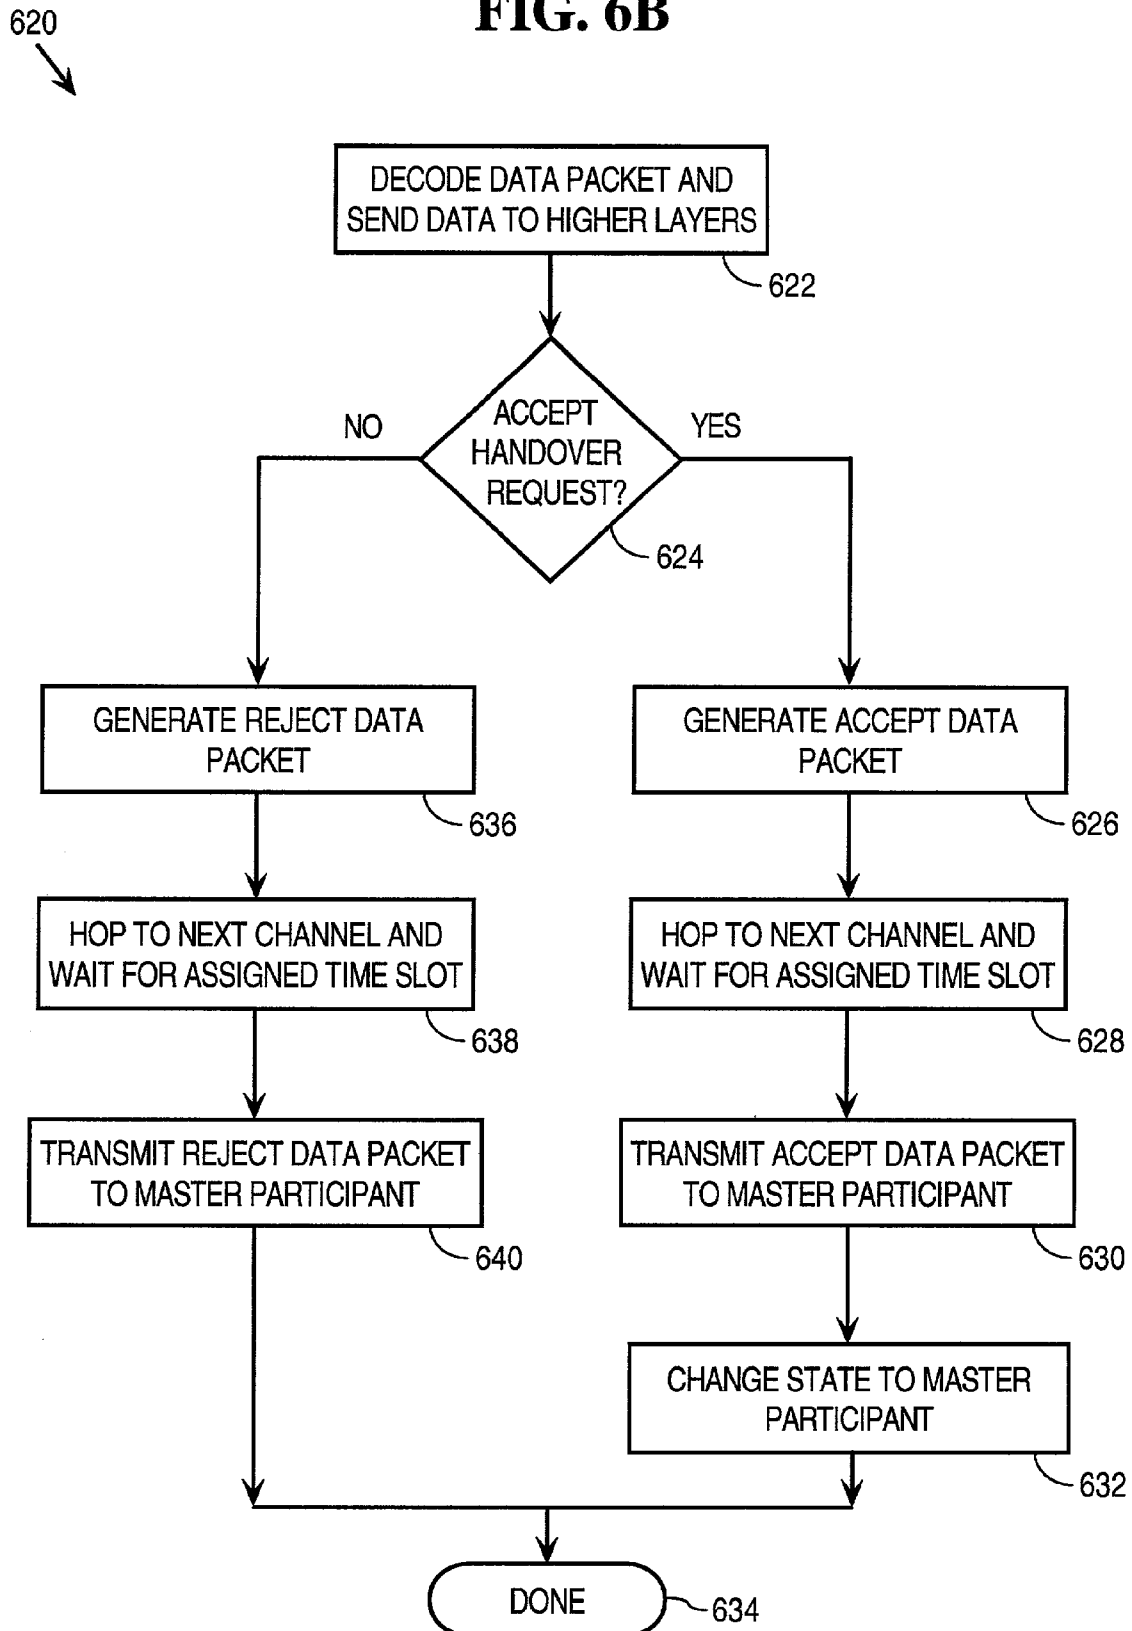 FIG. 6B
620
DECODE DATA PACKET AND
SEND DATA TO HIGHER LAYERS
622
NO
YES
ACCEPT
HANDOVER
REQUEST?
624
GENERATE REJECT DATA
PACKET
636
GENERATE ACCEPT DATA
PACKET
626
HOP TO NEXT CHANNEL AND
WAIT FOR ASSIGNED TIME SLOT
638
HOP TO NEXT CHANNEL AND
WAIT FOR ASSIGNED TIME SLOT
628
TRANSMIT REJECT DATA PACKET
TO MASTER PARTICIPANT
640
TRANSMIT ACCEPT DATA PACKET
TO MASTER PARTICIPANT
630
CHANGE STATE TO MASTER
PARTICIPANT
632
DONE
634